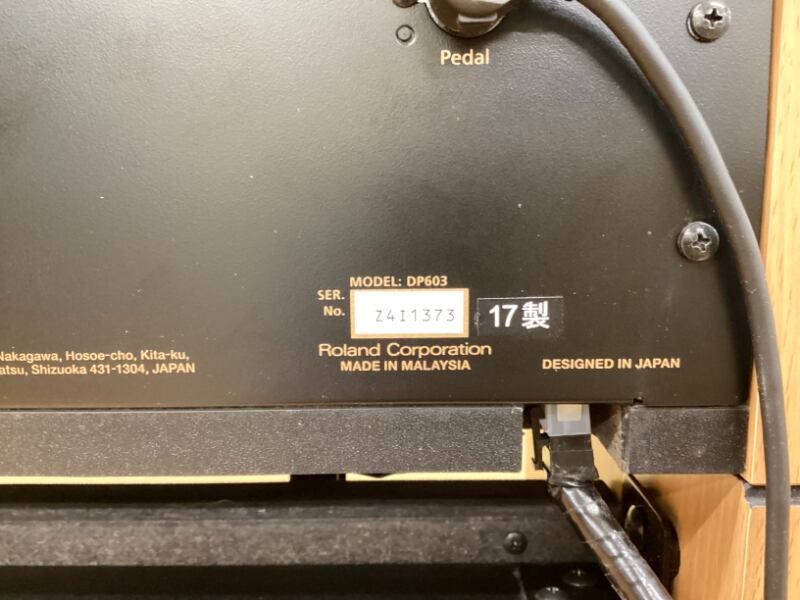 Pedal
MODEL: DP603
SER.
No.
Z4I1373
17製
Roland Corporation
MADE IN MALAYSIA
DESIGNED IN JAPAN
Nakagawa, Hosoe-cho, Kita-ku,
atsu, Shizuoka 431-1304, JAPAN